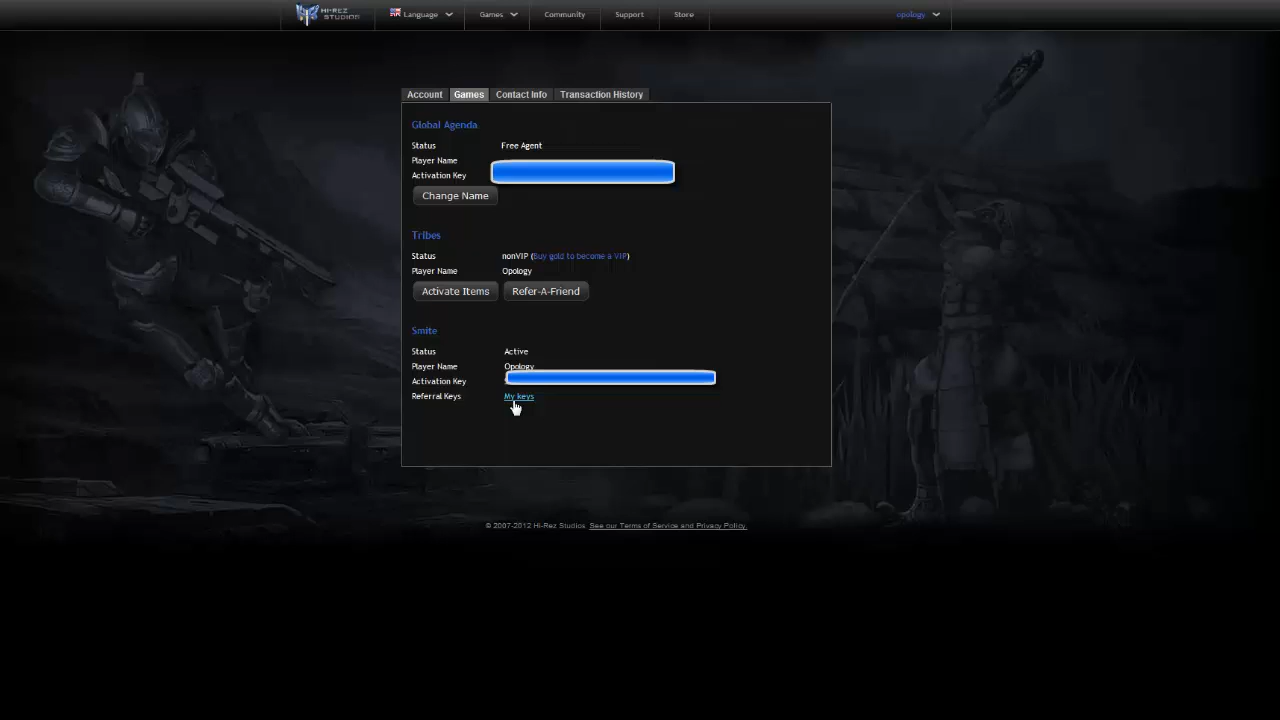 HI-REZ STUDIOS
Language Games Community Support Store opology
Account Games Contact Info Transaction History
Global Agenda
Status Free Agent
Player Name
Activation Key
Change Name
Tribes
Status nonVIP (Buy gold to become a VIP)
Player Name Opology
Activate Items Refer-A-Friend
Smite
Status Active
Player Name Opology
Activation Key
Referral Keys My keys
© 2007-2012 Hi-Rez Studios. See our Terms of Service and Privacy Policy.